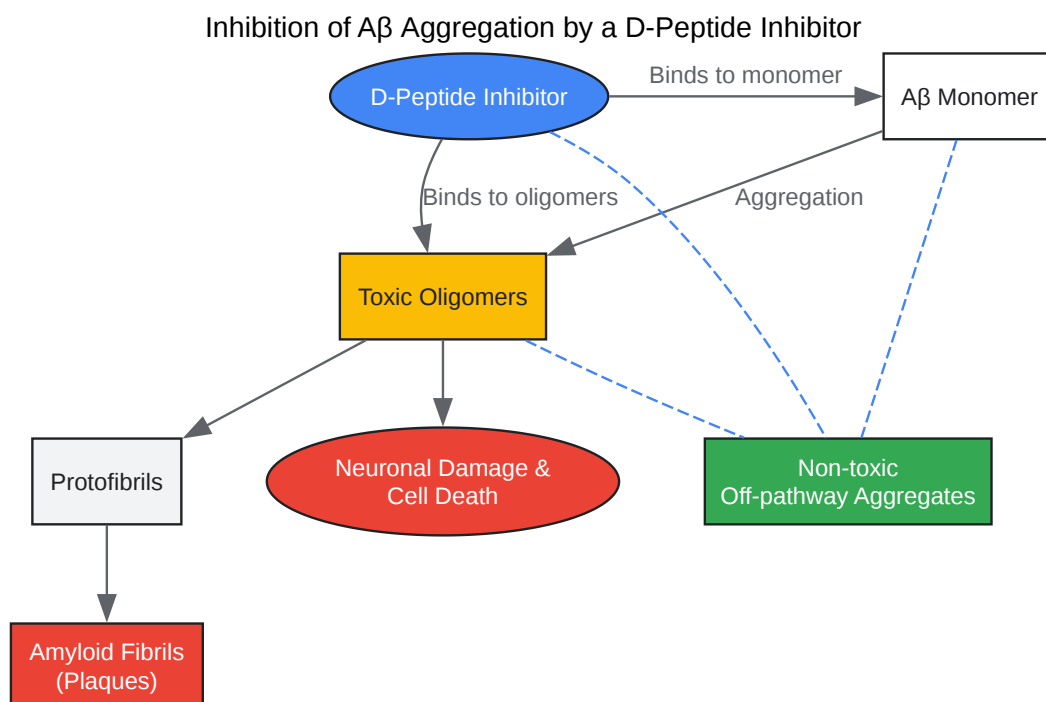 Inhibition of Aβ Aggregation by a D-Peptide Inhibitor
D-Peptide Inhibitor
Binds to monomer
Aβ Monomer
Binds to oligomers
Aggregation
Toxic Oligomers
Protofibrils
Neuronal Damage &
Cell Death
Non-toxic
Off-pathway Aggregates
Amyloid Fibrils
(Plaques)